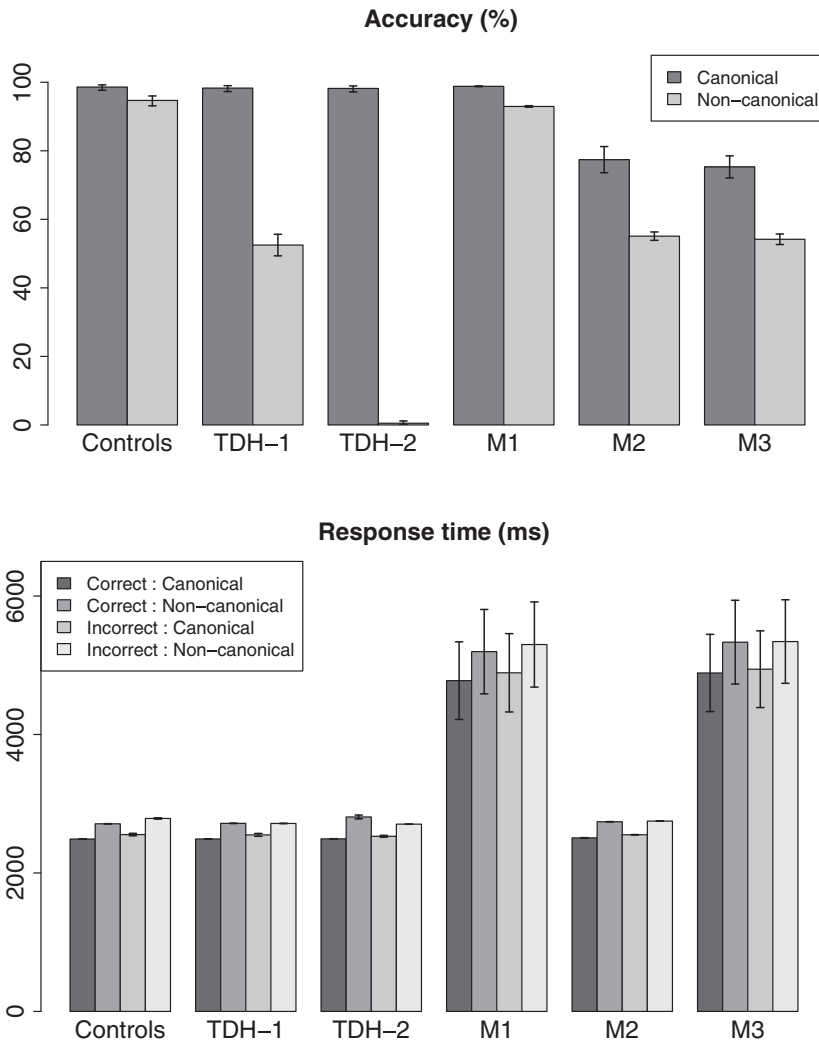 Accuracy (%)
Canonical
Non−canonical
100
80
60
40
20
0
Controls TDH−1 TDH−2 M1 M2 M3
Response time (ms)
Correct : Canonical
Correct : Non−canonical
Incorrect : Canonical
Incorrect : Non−canonical
6000
4000
2000
0
Controls TDH−1 TDH−2 M1 M2 M3